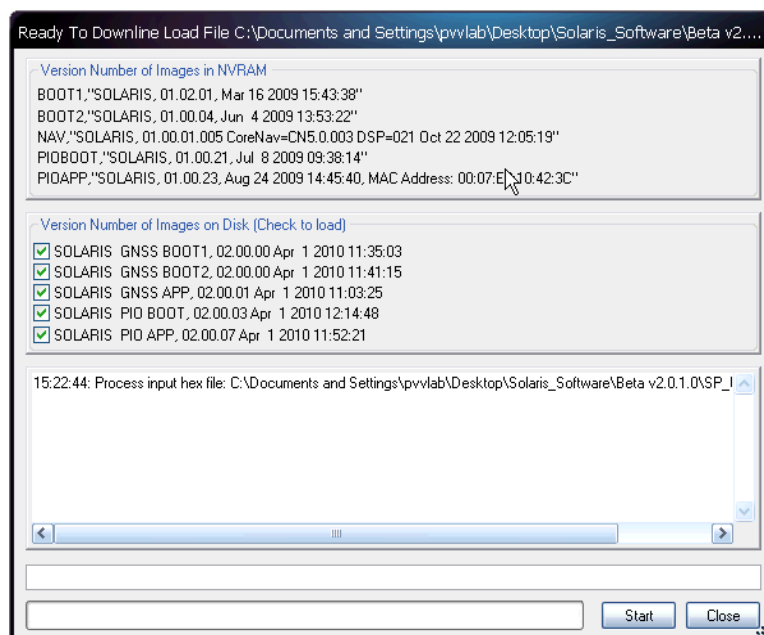 Ready To Downline Load File C:\Documents and Settings\pvvlab\Desktop\Solaris_Software\Beta v2....
Version Number of Images in NVRAM
BOOT1,"SOLARIS, 01.02.01, Mar 16 2009 15:43:38"
BOOT2,"SOLARIS, 01.00.04, Jun 4 2009 13:53:22"
NAV,"SOLARIS, 01.00.01.005 CoreNav=CN5.0.003 DSP=021 Oct 22 2009 12:05:19"
PIOBOOT,"SOLARIS, 01.00.21, Jul 8 2009 09:38:14"
PIOAPP,"SOLARIS, 01.00.23, Aug 24 2009 14:45:40, MAC Address:
Version Number of Images on Disk (Check to load)
SOLARIS GNSS BOOT1, 02.00.00 Apr 1 2010 11:35:03
SOLARIS GNSS BOOT2, 02.00.00 Apr 1 2010 11:41:15
SOLARIS GNSS APP, 02.00.01 Apr 1 2010 11:03:25
SOLARIS PIO BOOT, 02.00.03 Apr 1 2010 12:14:48
SOLARIS PIO APP, 02.00.07 Apr 1 2010 11:52:21
15:22:44: Process input hex file: C:\Documents and Settings\pvvlab\Desktop\Solaris_Software\Beta v2.0.1.0\SP_
Start
Close